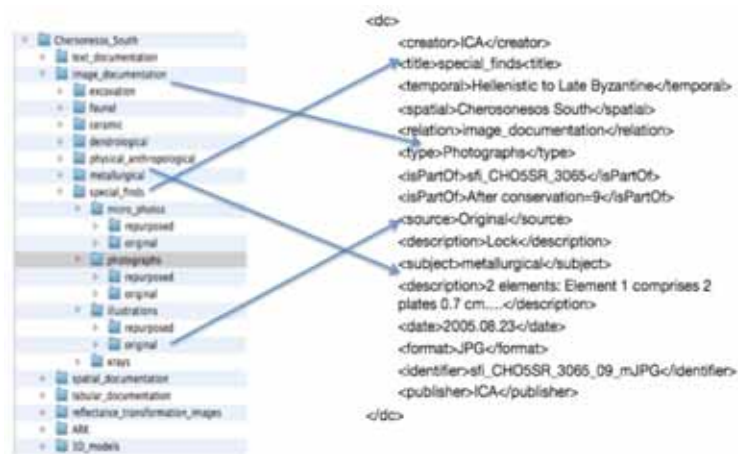 Chersonesos_South
text_documentation
image_documentation
excavation
faunal
ceramic
dendrological
physical_anthropological
metallurgical
special_finds
micro_photos
repurposed
original
photographs
repurposed
original
illustrations
repurposed
original
xrays
spatial_documentation
tabular_documentation
reflectance_transformation_images
ARK
3D_models
<dc>
<creator>ICA</creator>
<title>special_finds<title>
<temporal>Hellenistic to Late Byzantine</temporal>
<spatial>Cherosonesos South</spatial>
<relation>image_documentation</relation>
<type>Photographs</type>
<isPartOf>sfi_CHO5SR_3065</isPartOf>
<isPartOf>After conservation=9</isPartOf>
<source>Original</source>
<description>Lock</description>
<subject>metallurgical</subject>
<description>2 elements: Element 1 comprises 2
plates 0.7 cm.....</description>
<date>2005.08.23</date>
<format>JPG</format>
<identifier>sfi_CHO5SR_3065_09_mJPG</identifier>
<publisher>ICA</publisher>
</dc>